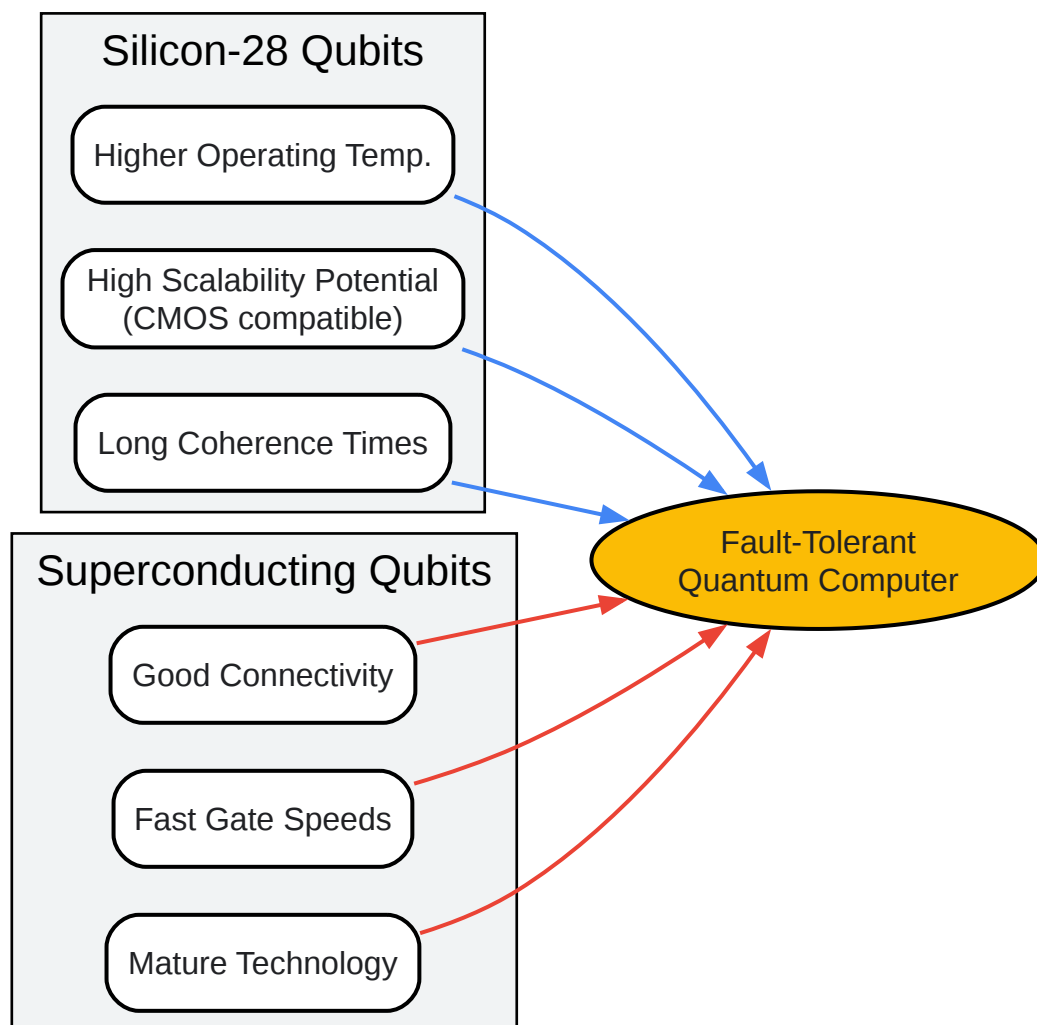 Silicon-28 Qubits
Higher Operating Temp.
High Scalability Potential
(CMOS compatible)
Long Coherence Times
Fault-Tolerant
Quantum Computer
Superconducting Qubits
Good Connectivity
Fast Gate Speeds
Mature Technology